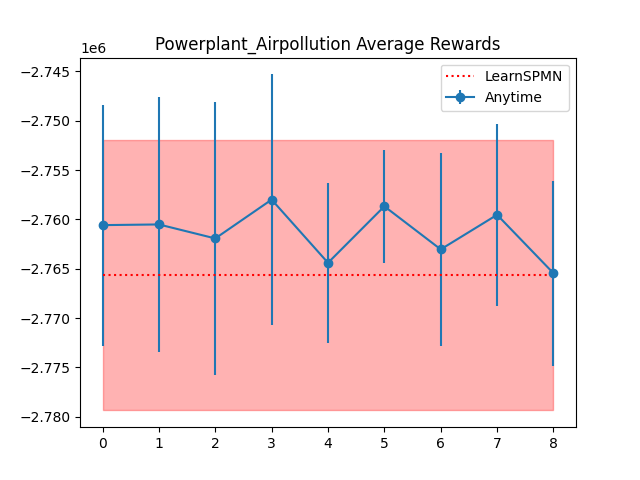 Powerplant_Airpollution Average Rewards
1e6
LearnSPMN
Anytime
−2.745
−2.750
−2.755
−2.760
−2.765
−2.770
−2.775
−2.780
0 1 2 3 4 5 6 7 8